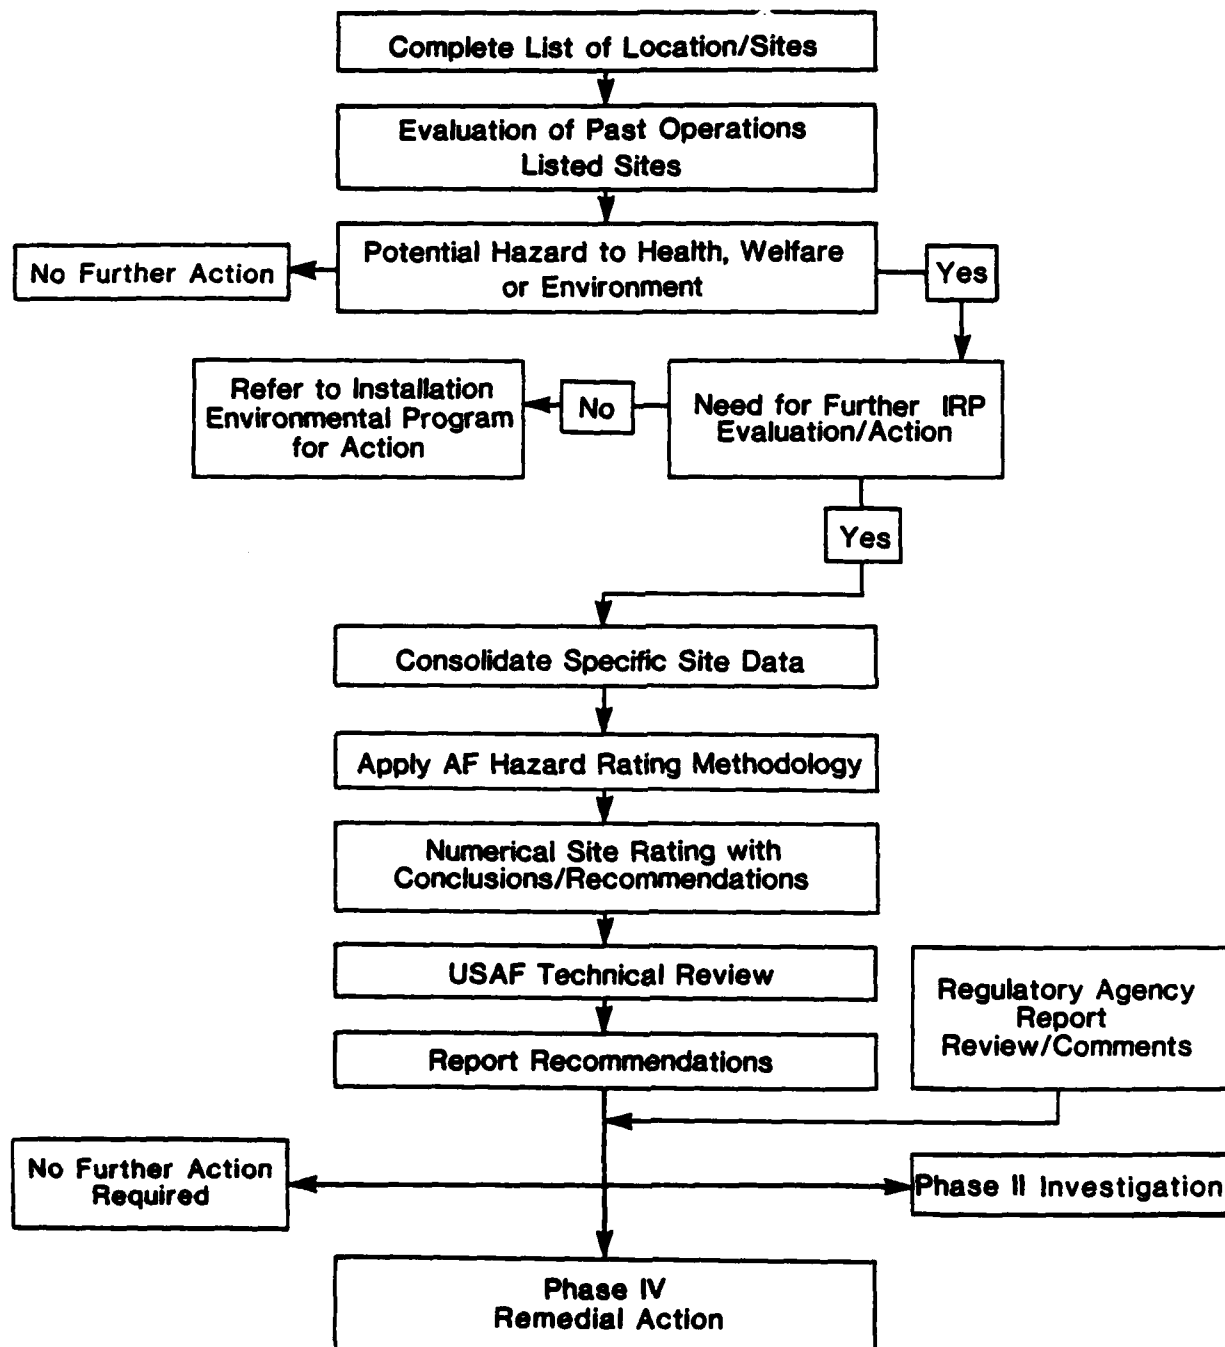 Complete List of Location/Sites
Evaluation of Past Operations
Listed Sites
Potential Hazard to Health, Welfare
or Environment
No Further Action
Yes
Refer to Installation
Environmental Program
for Action
No
Need for Further IRP
Evaluation/Action
Yes
Consolidate Specific Site Data
Apply AF Hazard Rating Methodology
Numerical Site Rating with
Conclusions/Recommendations
USAF Technical Review
Regulatory Agency
Report
Review/Comments
Report Recommendations
No Further Action
Required
Phase II Investigation
Phase IV
Remedial Action